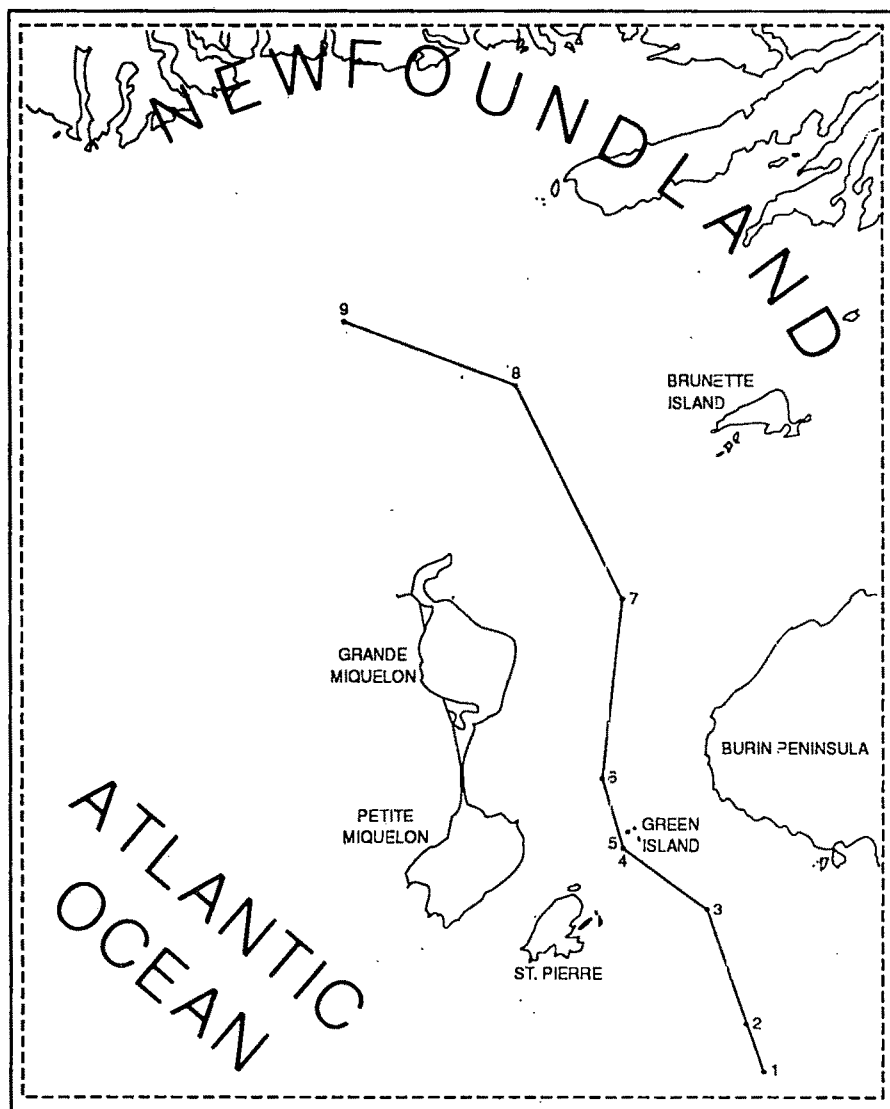 NEWFOUNDLAND
9
8
BRUNETTE
ISLAND
7
GRANDE
MIQUELON
BURIN PENINSULA
6
PETITE
MIQUELON
GREEN
ISLAND
5
4
3
ST. PIERRE
ATLANTIC
OCEAN
2
1